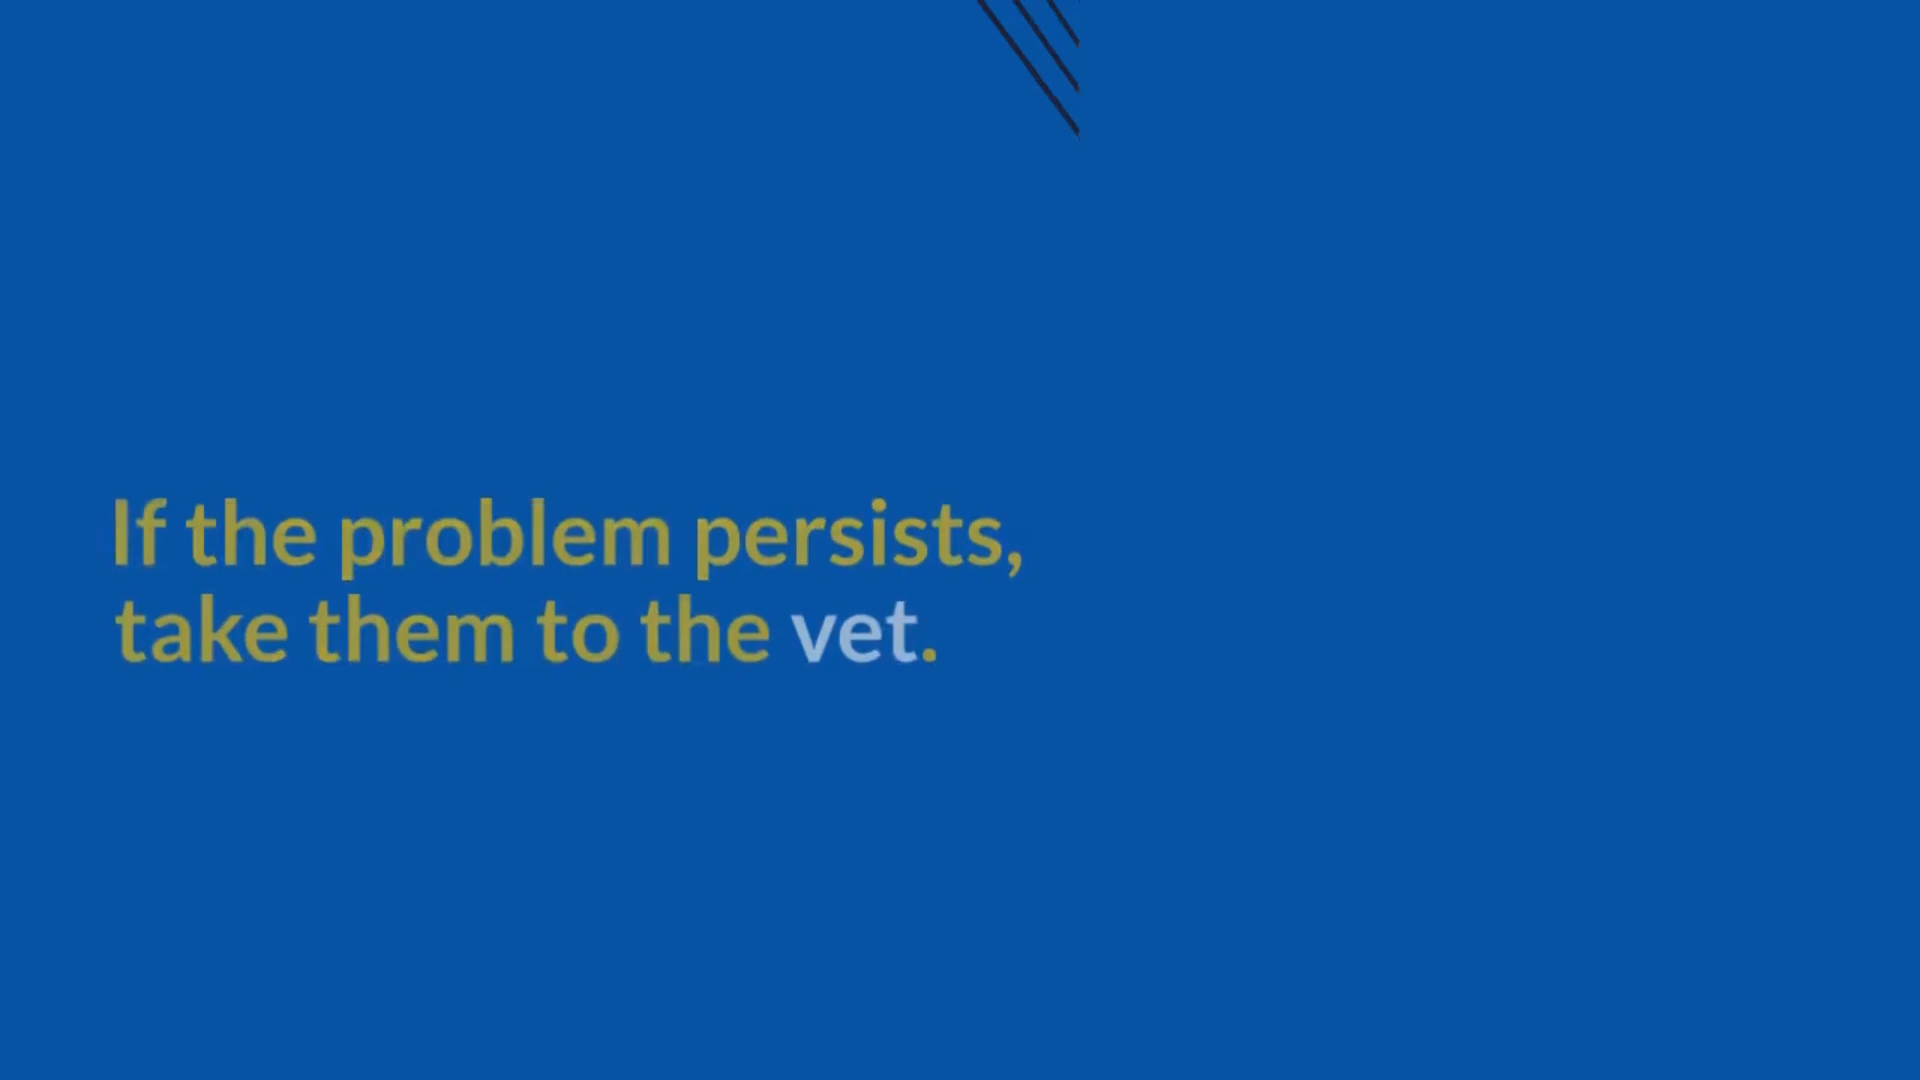 If the problem persists,
take them to the vet.